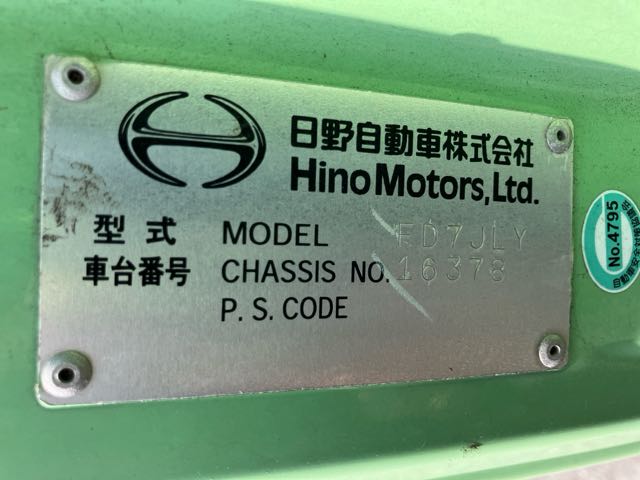 日野自動車株式会社
Hino Motors, Ltd.
型式 MODEL FD7JLY
車台番号 CHASSIS NO. 16378
P. S. CODE
No.4795